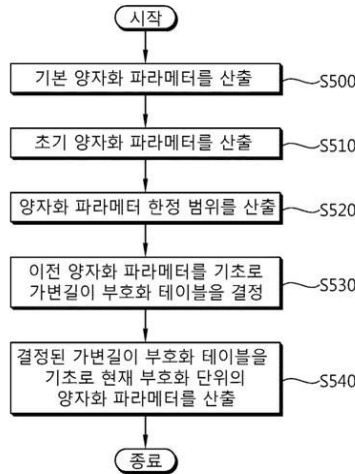 시작
기본 양자화 파라메터를 산출
S500
초기 양자화 파라메터를 산출
S510
양자화 파라메터 한정 범위를 산출
S520
이전 양자화 파라메터를 기초로
가변길이 부호화 테이블을 결정
S530
결정된 가변길이 부호화 테이블을
기초로 현재 부호화 단위의
양자화 파라메터를 산출
S540
종료